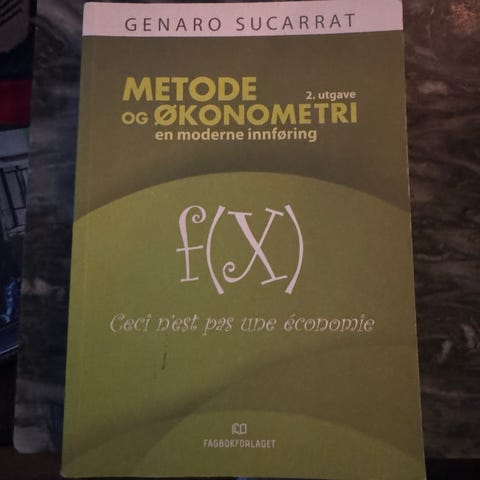 GENARO SUCARRAT
METODE
2. utgave
OG ØKONOMETRI
en moderne innføring
f(X)
Ceci n'est pas une économie
FAGBOKFORLAGET